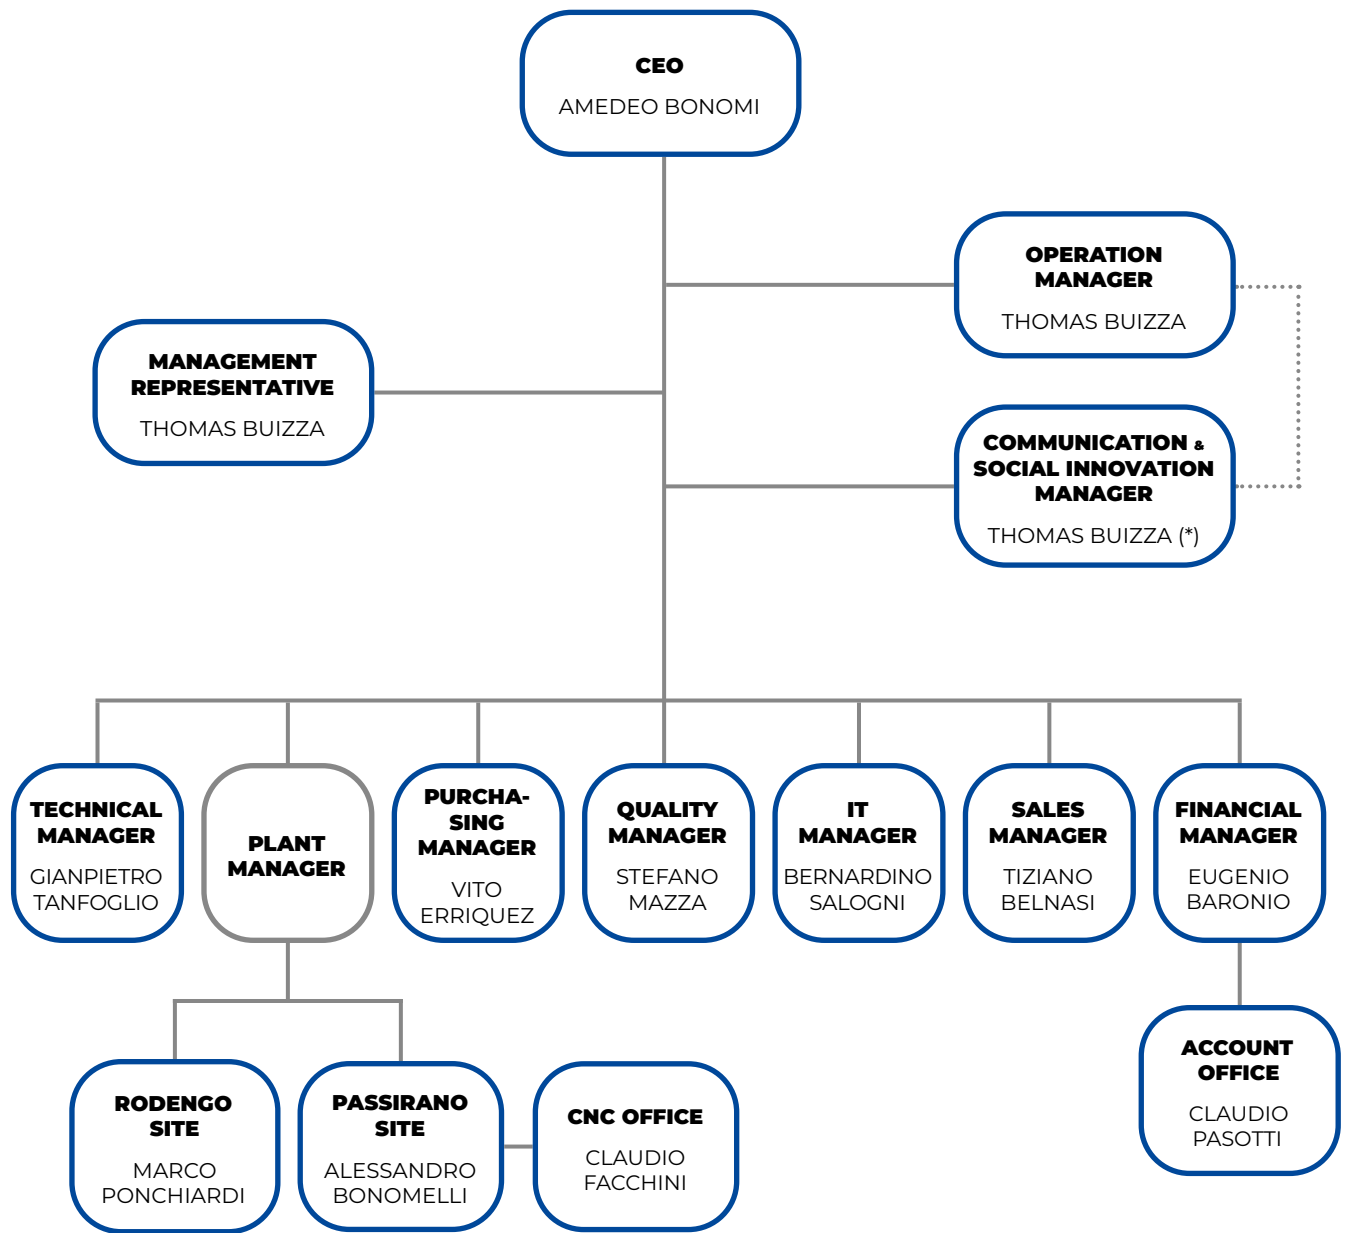 CEO
AMEDEO BONOMI
OPERATION
MANAGER
THOMAS BUIZZA
MANAGEMENT
REPRESENTATIVE
THOMAS BUIZZA
COMMUNICATION &
SOCIAL INNOVATION
MANAGER
THOMAS BUIZZA (*)
TECHNICAL
MANAGER
GIANPIETRO
TANFOGLIO
PLANT
MANAGER
PURCHA-
SING
MANAGER
VITO
ERRIQUEZ
QUALITY
MANAGER
STEFANO
MAZZA
IT
MANAGER
BERNARDINO
SALOGNI
SALES
MANAGER
TIZIANO
BELNASI
FINANCIAL
MANAGER
EUGENIO
BARONIO
RODENGO
SITE
MARCO
PONCHIARDI
PASSIRANO
SITE
ALESSANDRO
BONOMELLI
CNC OFFICE
CLAUDIO
FACCHINI
ACCOUNT
OFFICE
CLAUDIO
PASOTTI